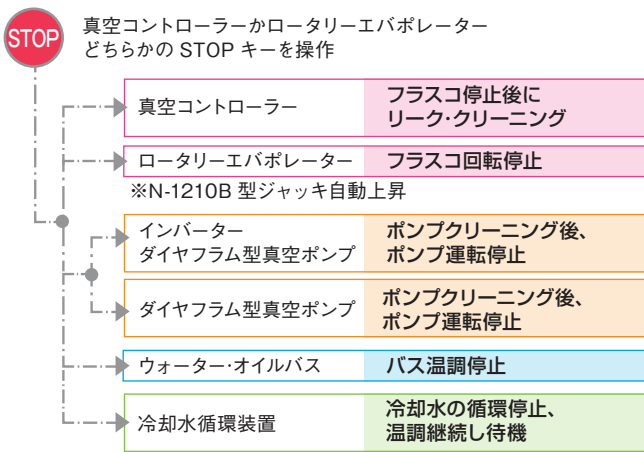 STOP
真空コントローラーかロータリーエバポレーター
どちらかの STOP キーを操作
真空コントローラー
フラスコ停止後に
リーク・クリーニング
ロータリーエバポレーター
フラスコ回転停止
※N-1210B 型ジャッキ自動上昇
インバーター
ダイヤフラム型真空ポンプ
ポンプクリーニング後、
ポンプ運転停止
ダイヤフラム型真空ポンプ
ポンプクリーニング後、
ポンプ運転停止
ウォーター・オイルバス
バス温調停止
冷却水循環装置
冷却水の循環停止、
温調継続し待機